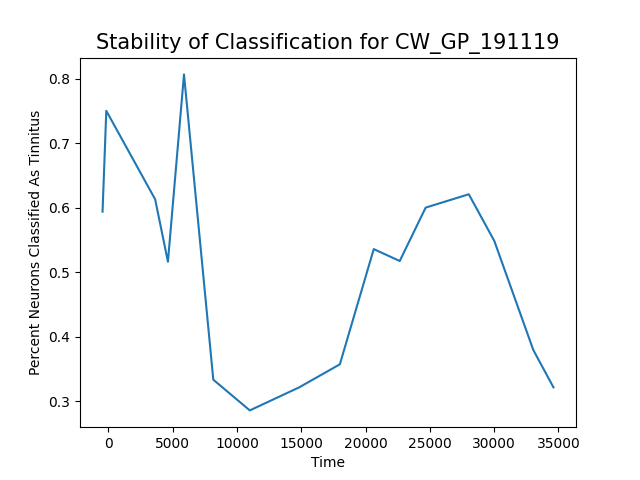 Stability of Classification for CW_GP_191119
Percent Neurons Classified As Tinnitus
0.8
0.7
0.6
0.5
0.4
0.3
0 5000 10000 15000 20000 25000 30000 35000
Time